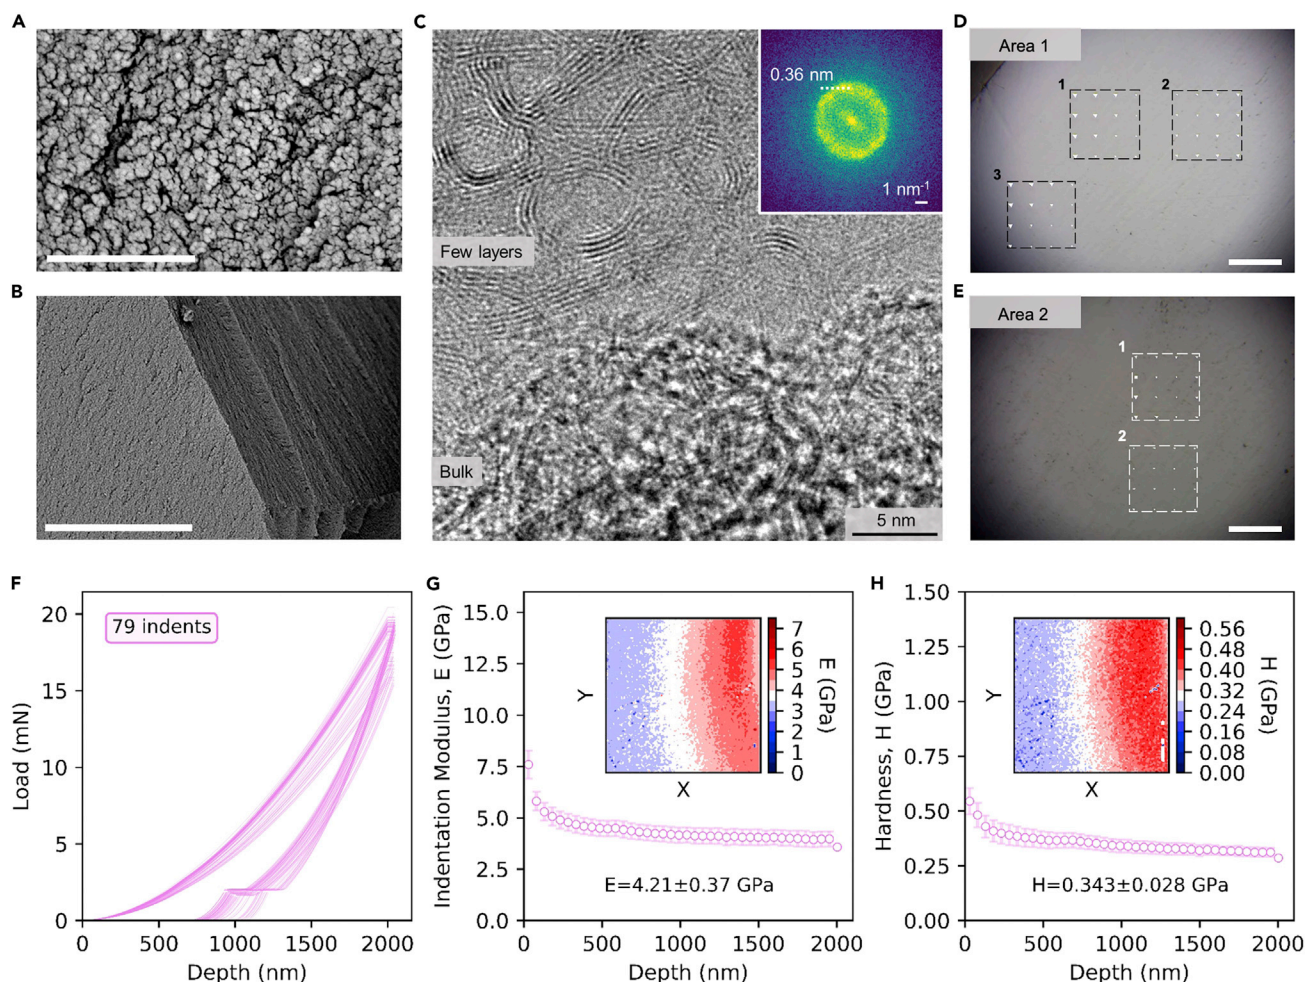 A
B
C
0.36 nm
1 nm-1
Few layers
Bulk
5 nm
D
Area 1
1
2
3
E
Area 2
1
2
F
79 indents
20
15
10
5
0
0
500
1000
1500
2000
Load (mN)
Depth (nm)
G
15.0
12.5
10.0
7.5
5.0
2.5
0.0
0
500
1000
1500
2000
Indentation Modulus, E (GPa)
Depth (nm)
Y
X
7
6
5
4
3
2
1
0
E (GPa)
E=4.21±0.37 GPa
H
1.50
1.25
1.00
0.75
0.50
0.25
0.00
0
500
1000
1500
2000
Hardness, H (GPa)
Depth (nm)
Y
X
0.56
0.48
0.40
0.32
0.24
0.16
0.08
0.00
H (GPa)
H=0.343±0.028 GPa